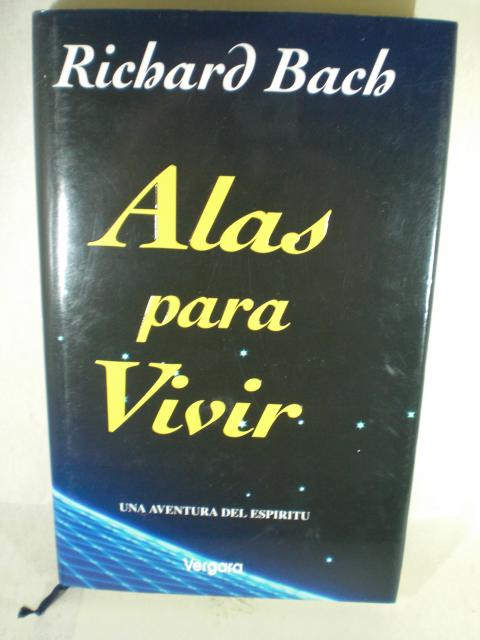 Richard Bach
Alas
para
Vivir
UNA AVENTURA DEL ESPIRITU
Vergara